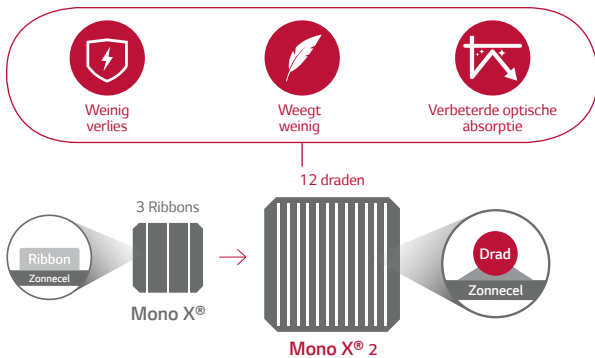 Weinig
verlies
Weegt
weinig
Verbeterde optische
absorptie
12 draden
3 Ribbons
Ribbon
Zonnecel
Mono X®
Drad
Zonnecel
Mono X® 2